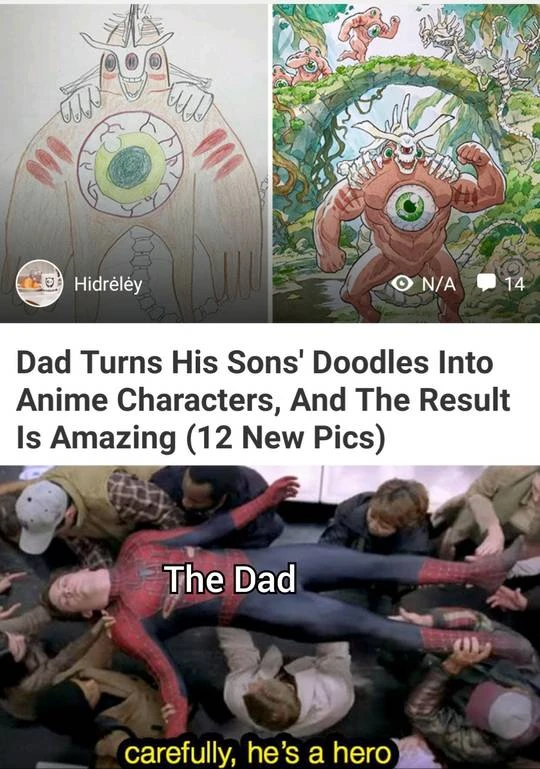 Hidrėlėy
N/A
14
Dad Turns His Sons' Doodles Into
Anime Characters, And The Result
Is Amazing (12 New Pics)
The Dad
carefully, he's a hero